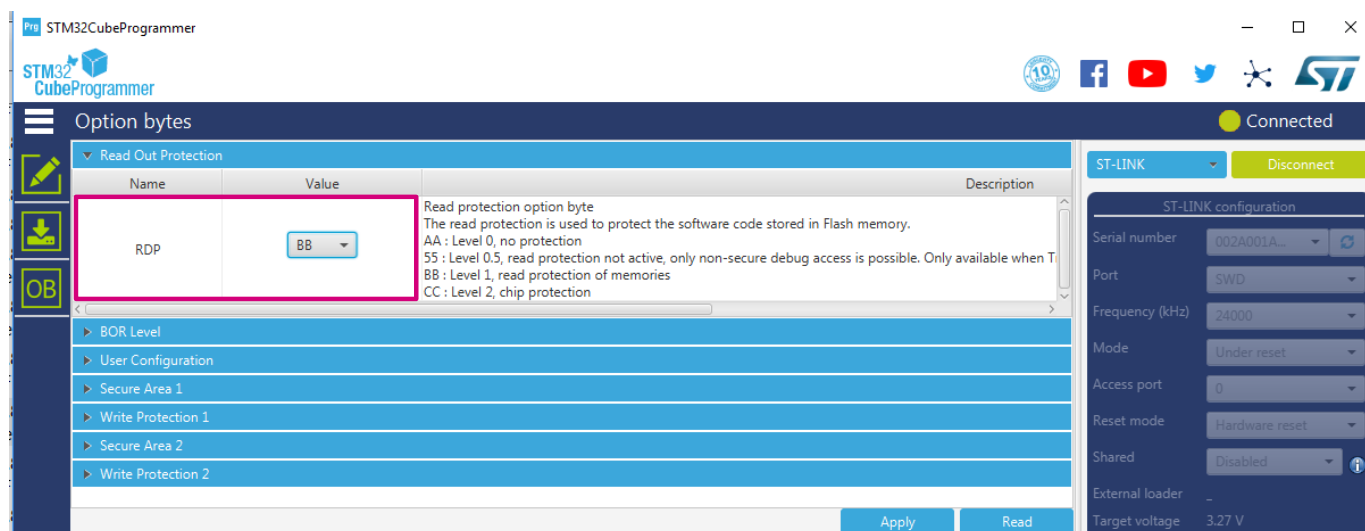 Prg STM32CubeProgrammer
STM32
CubeProgrammer
10
f
ST
Option bytes
Connected
Read Out Protection
Name Value Description
RDP
BB
Read protection option byte
The read protection is used to protect the software code stored in Flash memory.
AA : Level 0, no protection
55 : Level 0.5, read protection not active, only non-secure debug access is possible. Only available when T
BB : Level 1, read protection of memories
CC : Level 2, chip protection
OB
BOR Level
User Configuration
Secure Area 1
Write Protection 1
Secure Area 2
Write Protection 2
Apply Read
ST-LINK Disconnect
ST-LINK configuration
Serial number 002A001A...
Port SWD
Frequency (kHz) 24000
Mode Under reset
Access port 0
Reset mode Hardware reset
Shared Disabled
External loader _
Target voltage 3.27 V